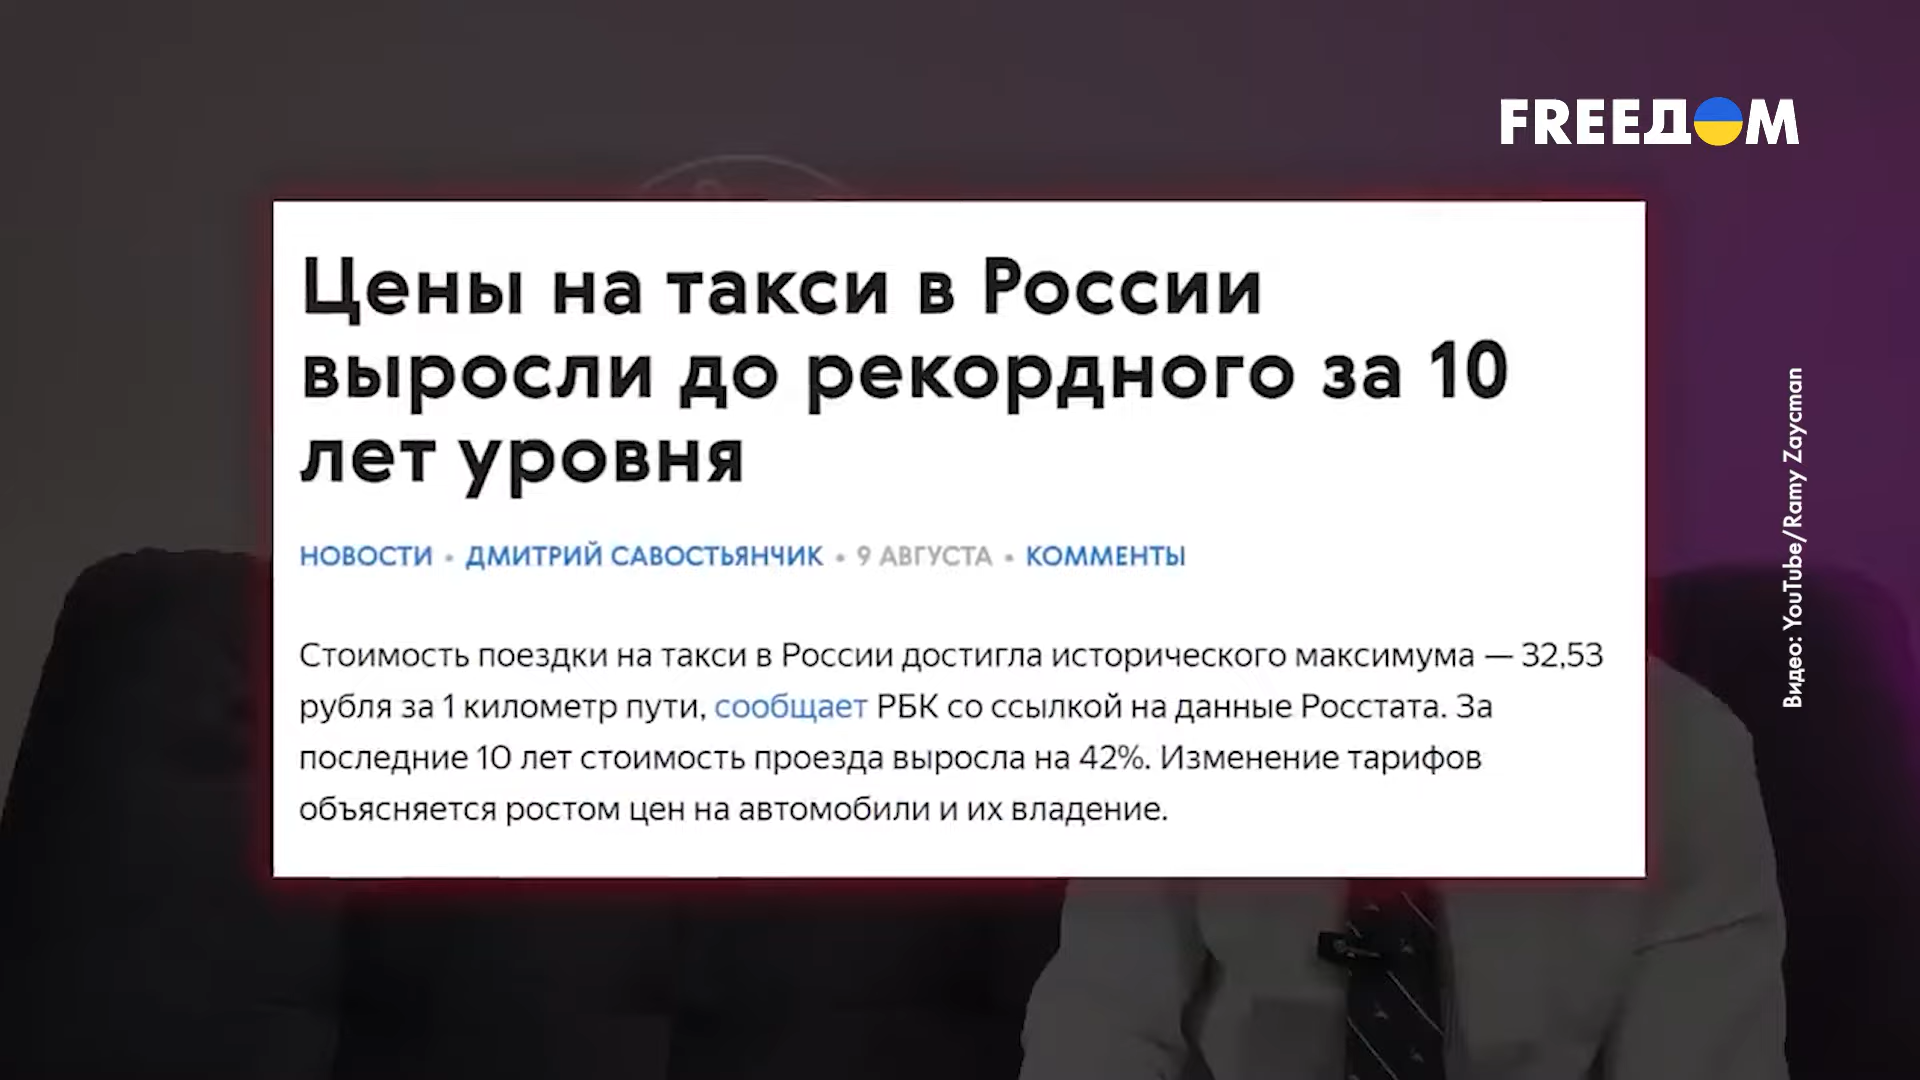 FREEДОМ
Цены на такси в России
выросли до рекордного за 10
лет уровня
НОВОСТИ • ДМИТРИЙ САВОСТЬЯНЧИК • 9 АВГУСТА • КОММЕНТЫ
Стоимость поездки на такси в России достигла исторического максимума — 32,53
рубля за 1 километр пути, сообщает РБК со ссылкой на данные Росстата. За
последние 10 лет стоимость проезда выросла на 42%. Изменение тарифов
объясняется ростом цен на автомобили и их владение.
Видео: YouTube/Ramy Zaycman